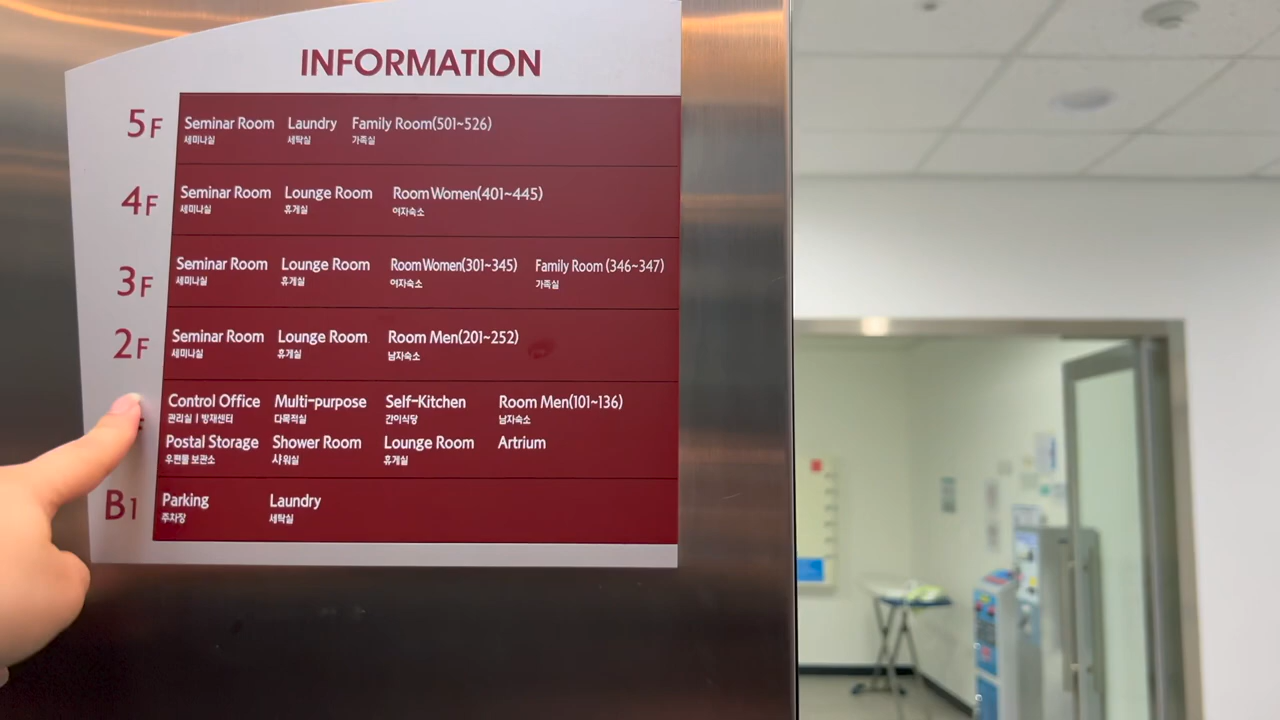 INFORMATION
5F
Seminar Room Laundry Family Room(501~526)
세미나실 세탁실 가족실
4F
Seminar Room Lounge Room Room Women(401~445)
세미나실 휴게실 여자숙소
3F
Seminar Room Lounge Room Room Women(301~345) Family Room (346~347)
세미나실 휴게실 여자숙소 가족실
2F
Seminar Room Lounge Room Room Men(201~252)
세미나실 휴게실 남자숙소
F
Control Office Multi-purpose Self-Kitchen Room Men(101~136)
관리실 | 방재센터 다목적실 간이식당 남자숙소
Postal Storage Shower Room Lounge Room Artrium
우편물 보관소 샤워실 휴게실
B1
Parking Laundry
주차장 세탁실